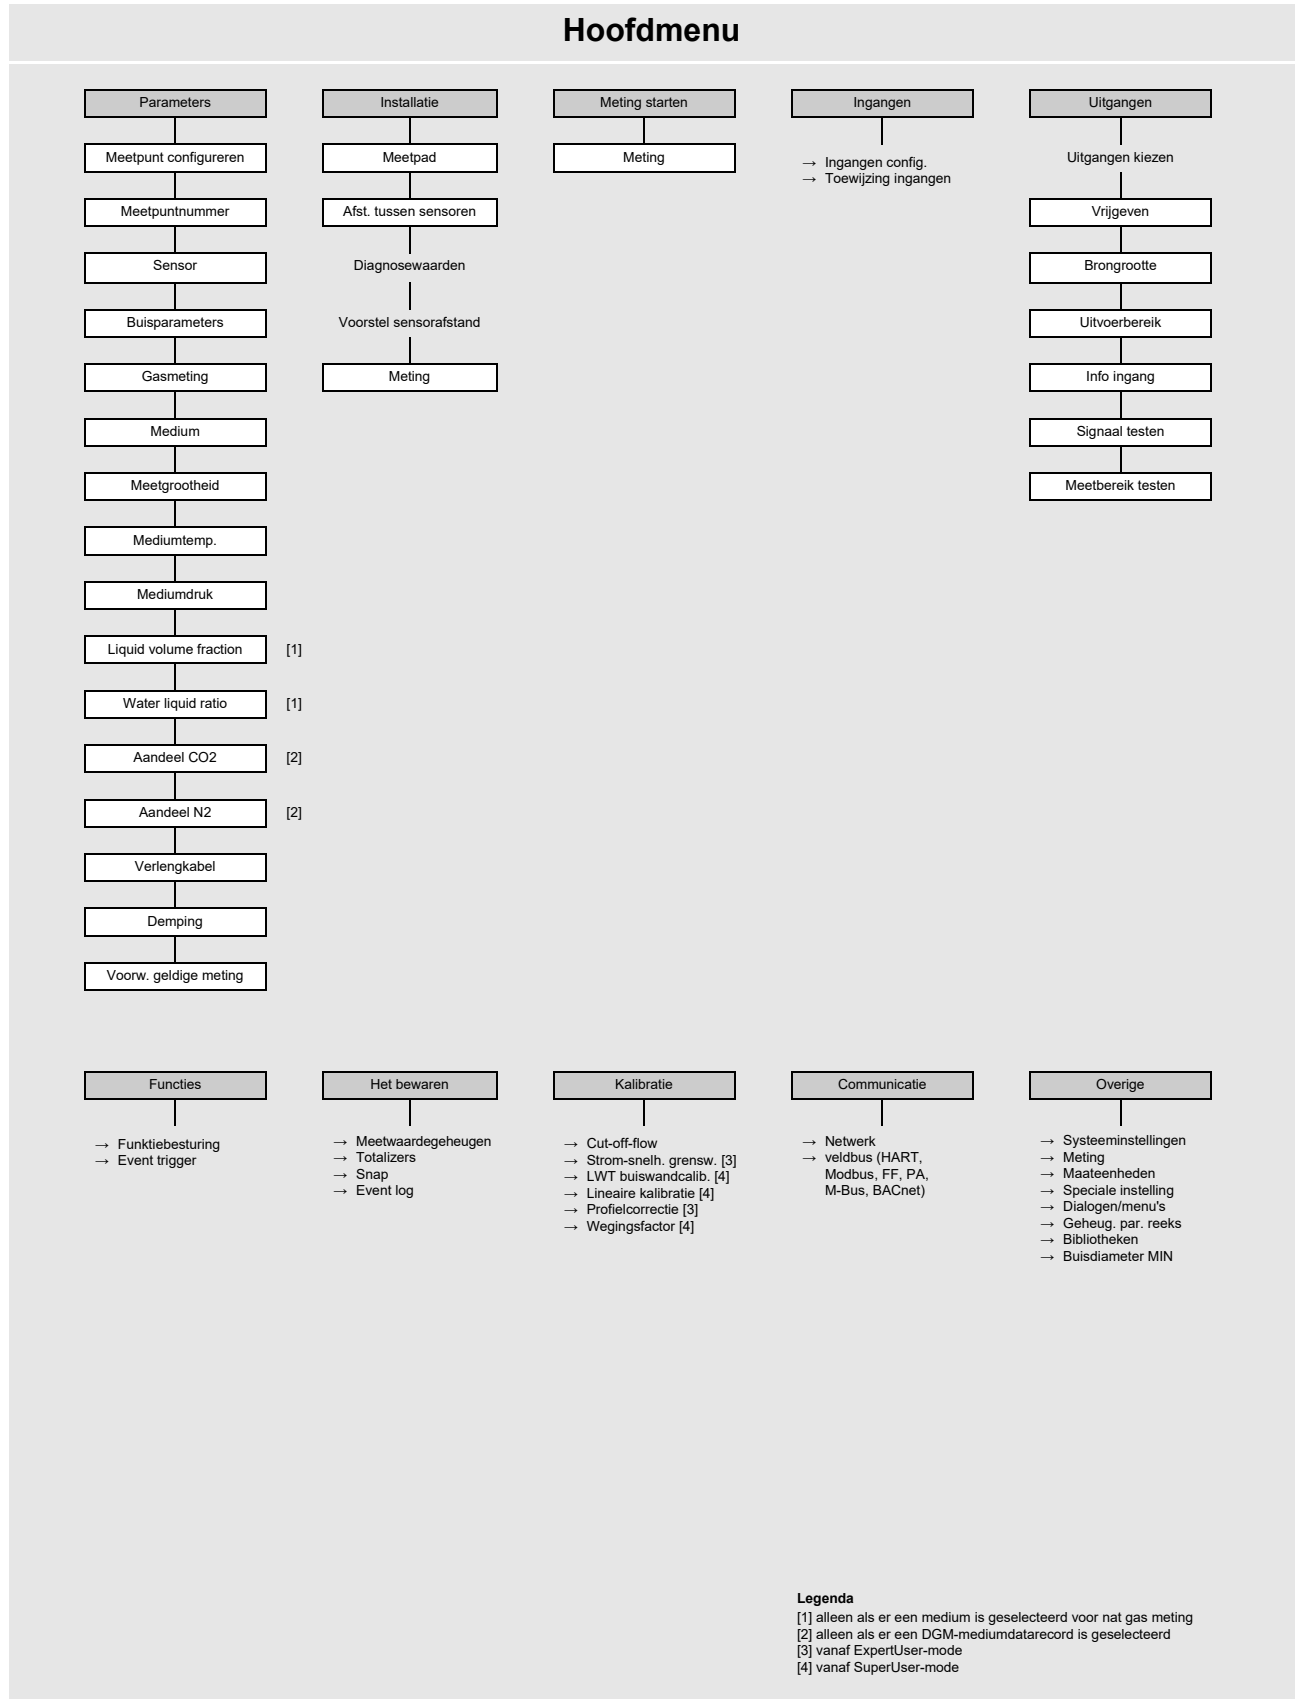 Hoofdmenu
Parameters
Meetpunt configureren
Meetpuntnummer
Sensor
Buisparameters
Gasmeting
Medium
Meetgrootheid
Mediumtemp.
Mediumdruk
Liquid volume fraction [1]
Water liquid ratio [1]
Aandeel CO2 [2]
Aandeel N2 [2]
Verlengkabel
Demping
Voorw. geldige meting
Installatie
Meetpad
Afst. tussen sensoren
Diagnosewaarden
Voorstel sensorafstand
Meting
Meting starten
Meting
Ingangen
→ Ingangen config.
→ Toewijzing ingangen
Uitgangen
Uitgangen kiezen
Vrijgeven
Brongrootte
Uitvoerbereik
Info ingang
Signaal testen
Meetbereik testen
Functies
→ Funktiebesturing
→ Event trigger
Het bewaren
→ Meetwaardegeheugen
→ Totalizers
→ Snap
→ Event log
Kalibratie
→ Cut-off-flow
→ Strom-snelh. grensw. [3]
→ LWT buiswandcalib. [4]
→ Lineaire kalibratie [4]
→ Profielcorrectie [3]
→ Wegingsfactor [4]
Communicatie
→ Netwerk
→ veldbus (HART,
Modbus, FF, PA,
M-Bus, BACnet)
Overige
→ Systeeminstellingen
→ Meting
→ Maateenheden
→ Speciale instelling
→ Dialogen/menu's
→ Geheug. par. reeks
→ Bibliotheken
→ Buisdiameter MIN
Legenda
[1] alleen als er een medium is geselecteerd voor nat gas meting
[2] alleen als er een DGM-mediumdatarecord is geselecteerd
[3] vanaf ExpertUser-mode
[4] vanaf SuperUser-mode